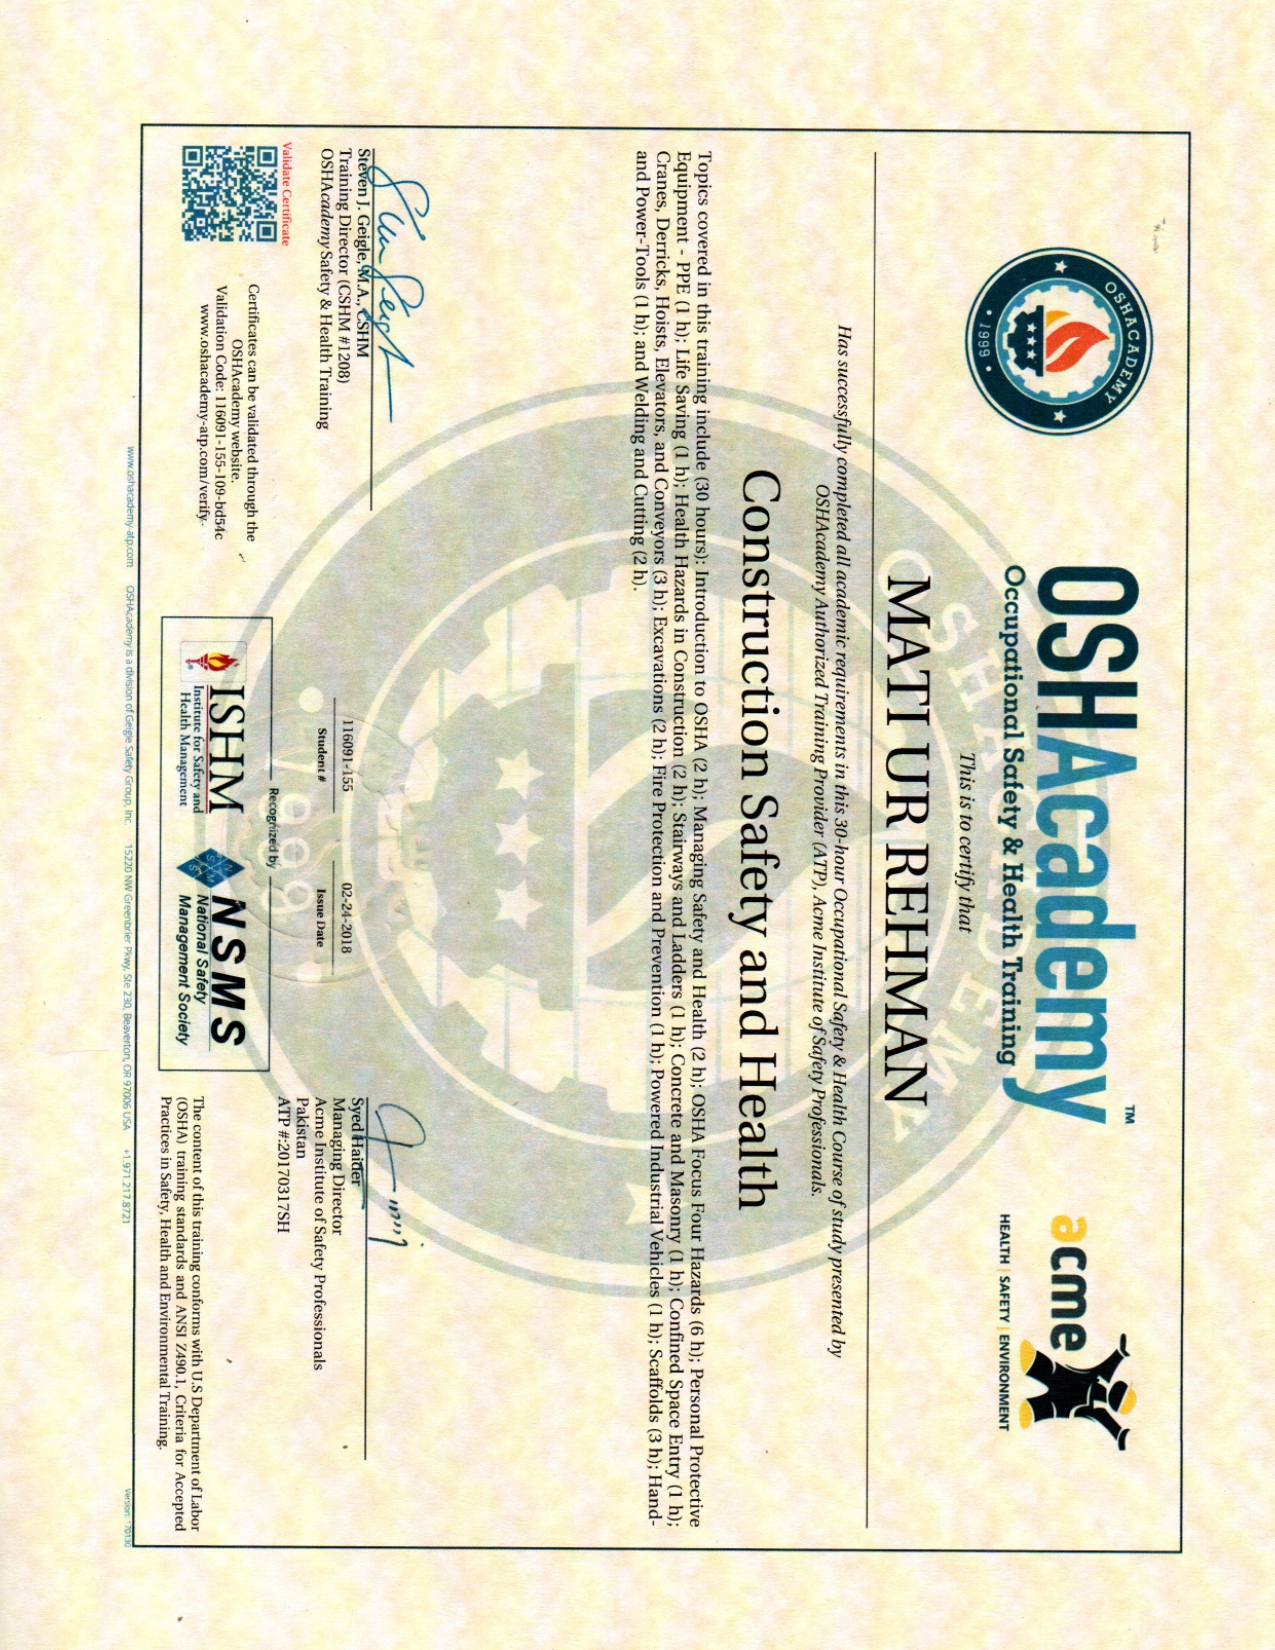 OSHACADEMY
• 1999 •
OSHAcademy™
Occupational Safety & Health Training
acme
HEALTH | SAFETY | ENVIRONMENT
This is to certify that
MATI UR REHMAN
Has successfully completed all academic requirements in this 30-hour Occupational Safety & Health Course of study presented by
OSHAcademy Authorized Training Provider (ATP), Acme Institute of Safety Professionals.
Construction Safety and Health
Topics covered in this training include (30 hours): Introduction to OSHA (2 h); Managing Safety and Health (2 h); OSHA Focus Four Hazards (6 h); Personal Protective
Equipment - PPE (1 h); Life Saving (1 h); Health Hazards in Construction (2 h); Stairways and Ladders (1 h); Concrete and Masonry (1 h); Confined Space Entry (1 h);
Cranes, Derricks, Hoists, Elevators, and Conveyors (3 h); Excavations (2 h); Fire Protection and Prevention (1 h); Powered Industrial Vehicles (1 h); Scaffolds (3 h); Hand-
and Power-Tools (1 h); and Welding and Cutting (2 h).
OSHACADEMY
1999
Steven J. Geigle, M.A., CSHM
Training Director (CSHM #1208)
OSHAcademy Safety & Health Training
Validate Certificate
Certificates can be validated through the
OSHAcademy website.
Validation Code: 116091-155-109-bd54c
www.oshacademy-atp.com/verify.
116091-155
Student #
02-24-2018
Issue Date
Recognized by
ISHM
Institute for Safety and
Health Management
NSMS
National Safety
Management Society
Syed Haider
Managing Director
Acme Institute of Safety Professionals
Pakistan
ATP #:20170317SH
The content of this training conforms with U.S Department of Labor
(OSHA) training standards and ANSI Z490.1, Criteria for Accepted
Practices in Safety, Health and Environmental Training.
www.oshacademy-atp.com OSHAcademy is a division of Geigle Safety Group, Inc. 15220 NW Greenbrier Pkwy, Ste 230, Beaverton, OR 97006 USA +1.971.217.8721
Version: